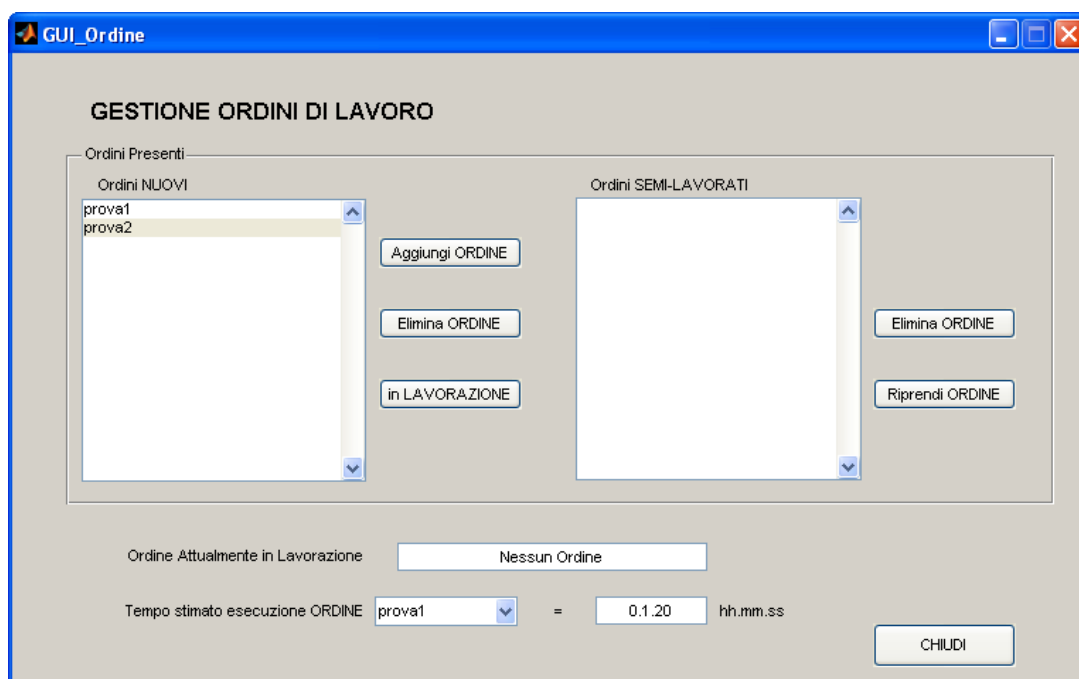 GUI_Ordine
GESTIONE ORDINI DI LAVORO
Ordini Presenti
Ordini NUOVI
prova1
prova2
Aggiungi ORDINE
Elimina ORDINE
in LAVORAZIONE
Ordini SEMI-LAVORATI
Elimina ORDINE
Riprendi ORDINE
Ordine Attualmente in Lavorazione Nessun Ordine
Tempo stimato esecuzione ORDINE prova1 = 0.1.20 hh.mm.ss
CHIUDI